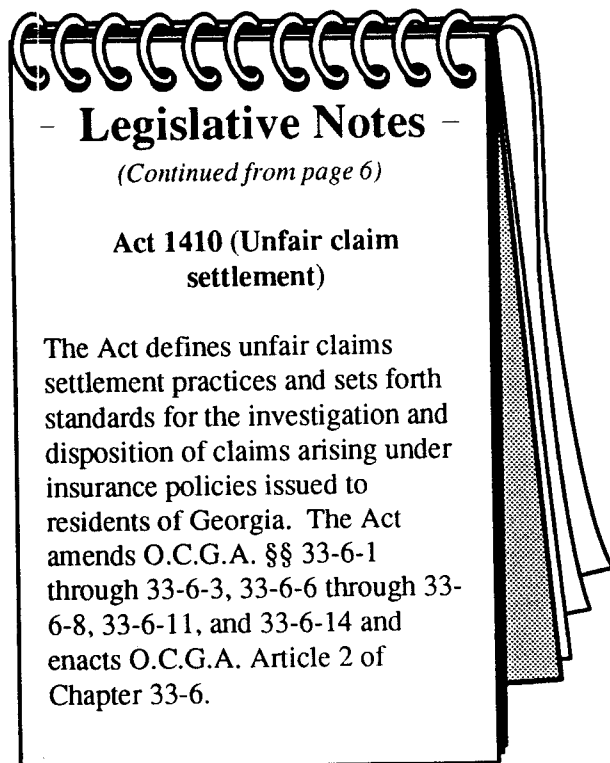 - Legislative Notes -
(Continued from page 6)
Act 1410 (Unfair claim
settlement)
The Act defines unfair claims
settlement practices and sets forth
standards for the investigation and
disposition of claims arising under
insurance policies issued to
residents of Georgia. The Act
amends O.C.G.A. §§ 33-6-1
through 33-6-3, 33-6-6 through 33-
6-8, 33-6-11, and 33-6-14 and
enacts O.C.G.A. Article 2 of
Chapter 33-6.